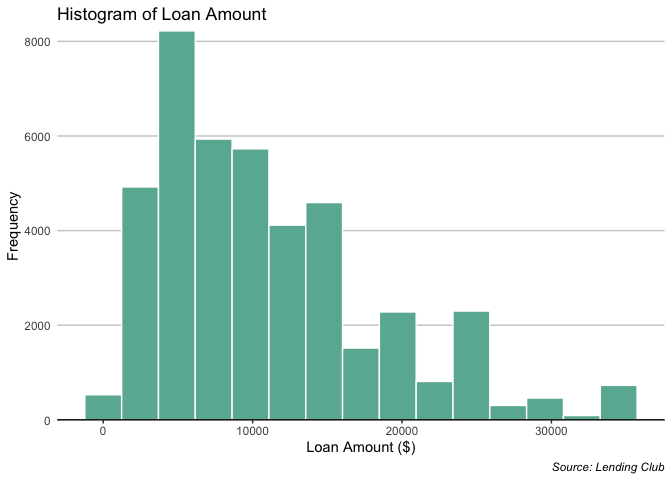 Histogram of Loan Amount
8000
6000
4000
2000
0
Frequency
0 10000 20000 30000
Loan Amount ($)
Source: Lending Club